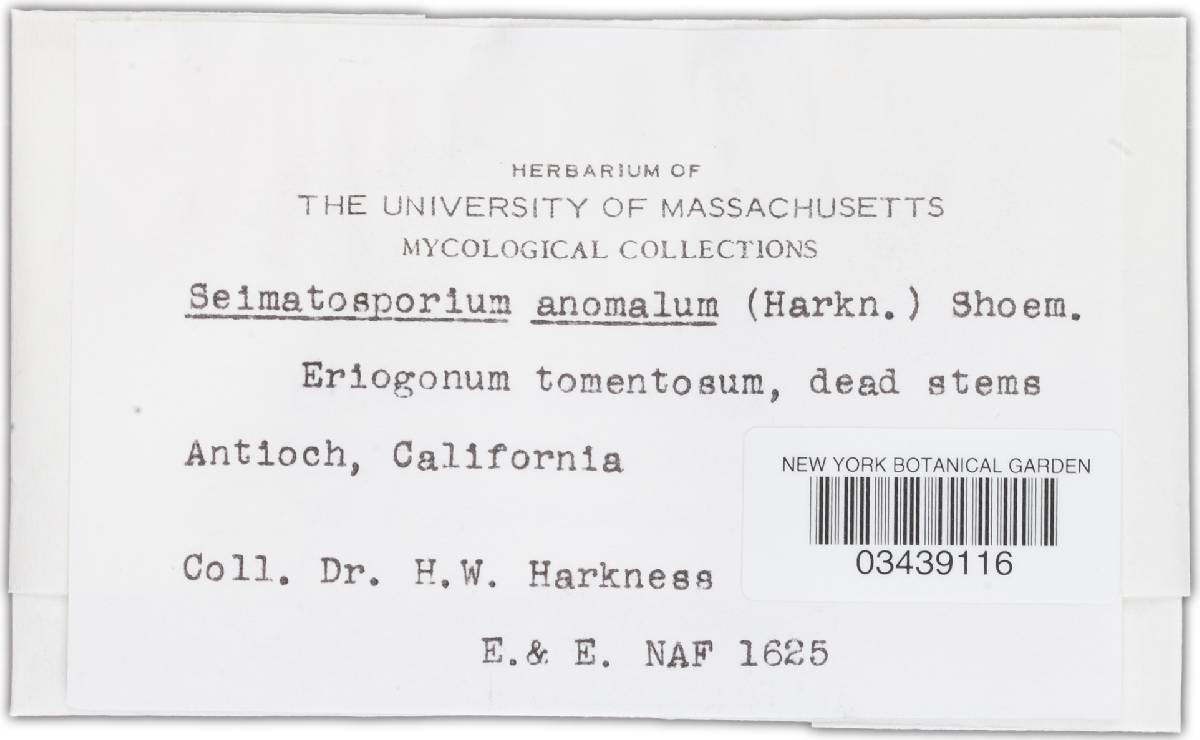 HERBARIUM OF
THE UNIVERSITY OF MASSACHUSETTS
MYCOLOGICAL COLLECTIONS
Seimatosporium anomalum (Harkn.) Shoem.
Eriogonum tomentosum, dead stems
Antioch, California
NEW YORK BOTANICAL GARDEN
03439116
Coll. Dr. H.W. Harkness
E.& E. NAF 1625